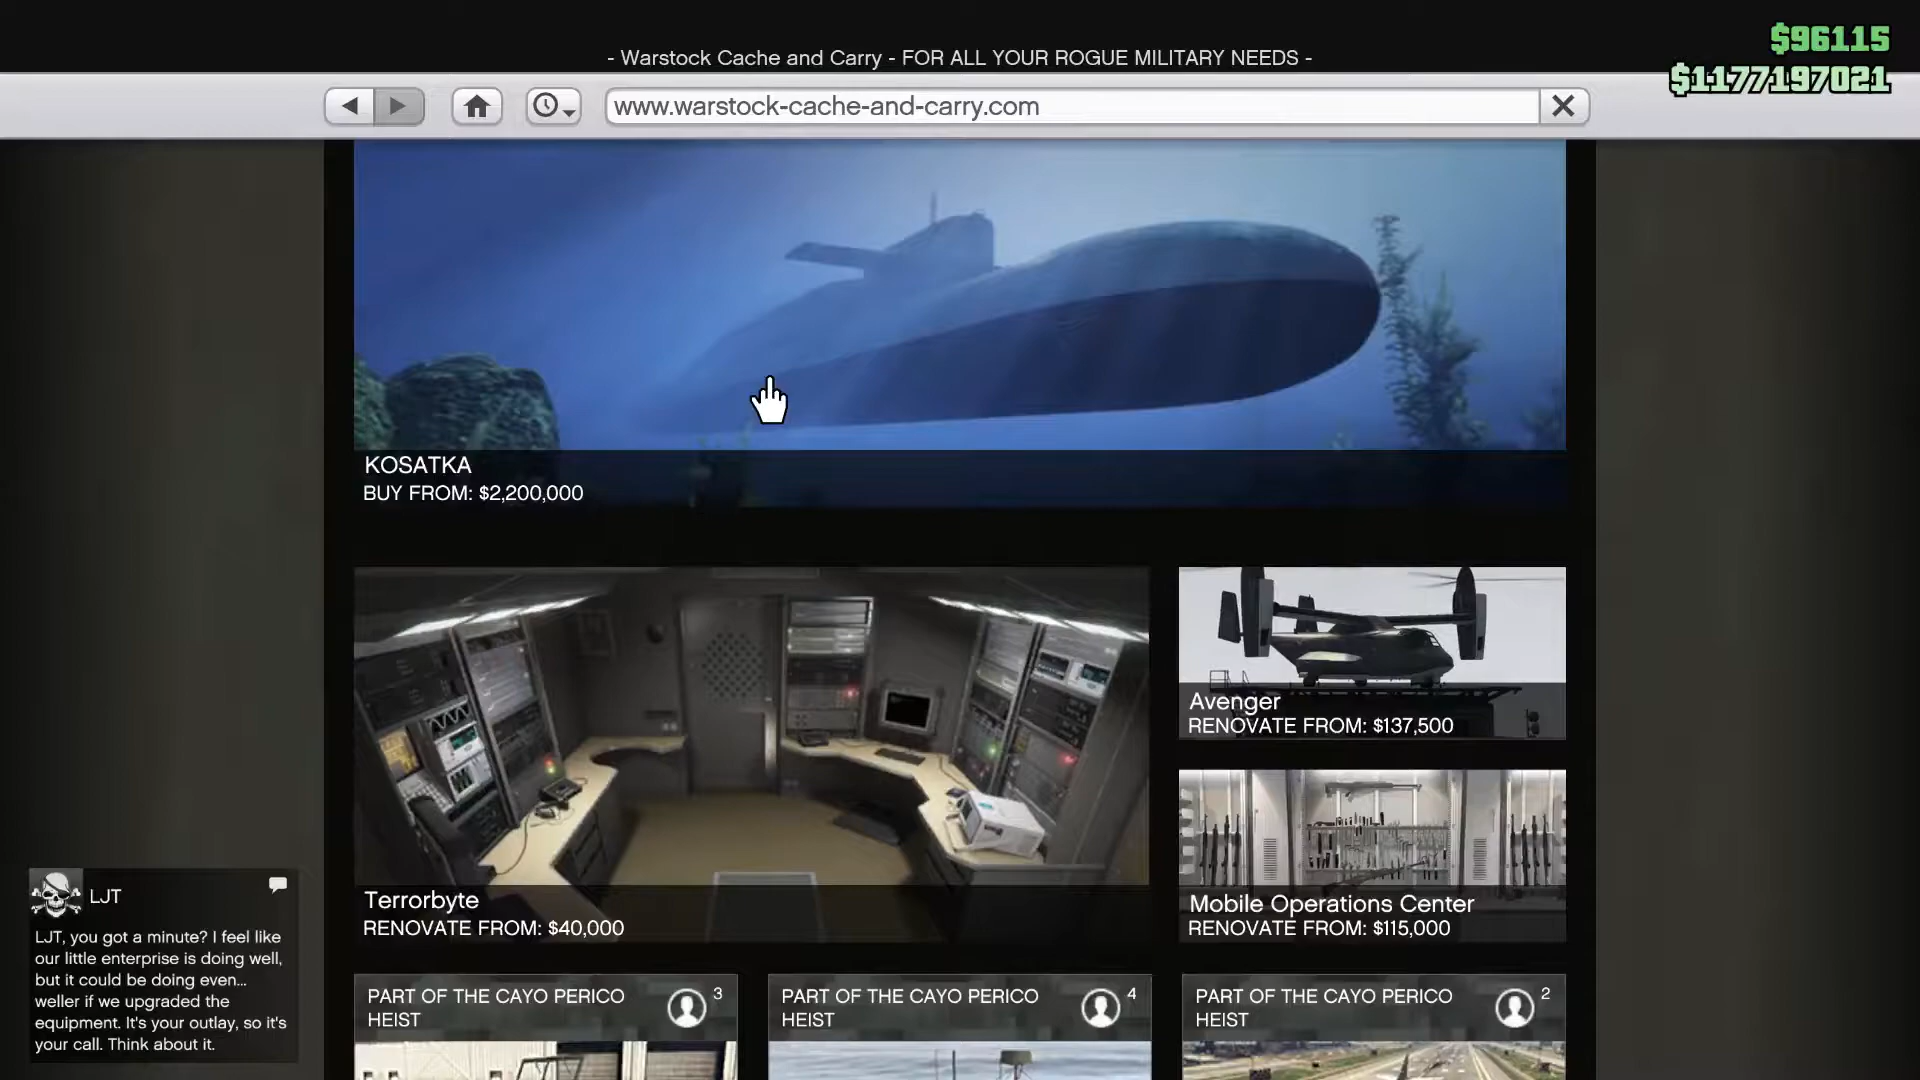 $96115
- Warstock Cache and Carry - FOR ALL YOUR ROGUE MILITARY NEEDS -
$1177197021
www.warstock-cache-and-carry.com
KOSATKA
BUY FROM: $2,200,000
Avenger
RENOVATE FROM: $137,500
Terrorbyte
RENOVATE FROM: $40,000
Mobile Operations Center
RENOVATE FROM: $115,000
LJT
LJT, you got a minute? I feel like
our little enterprise is doing well,
but it could be doing even...
weller if we upgraded the
equipment. It's your outlay, so it's
your call. Think about it.
PART OF THE CAYO PERICO
HEIST
3
PART OF THE CAYO PERICO
HEIST
4
PART OF THE CAYO PERICO
HEIST
2